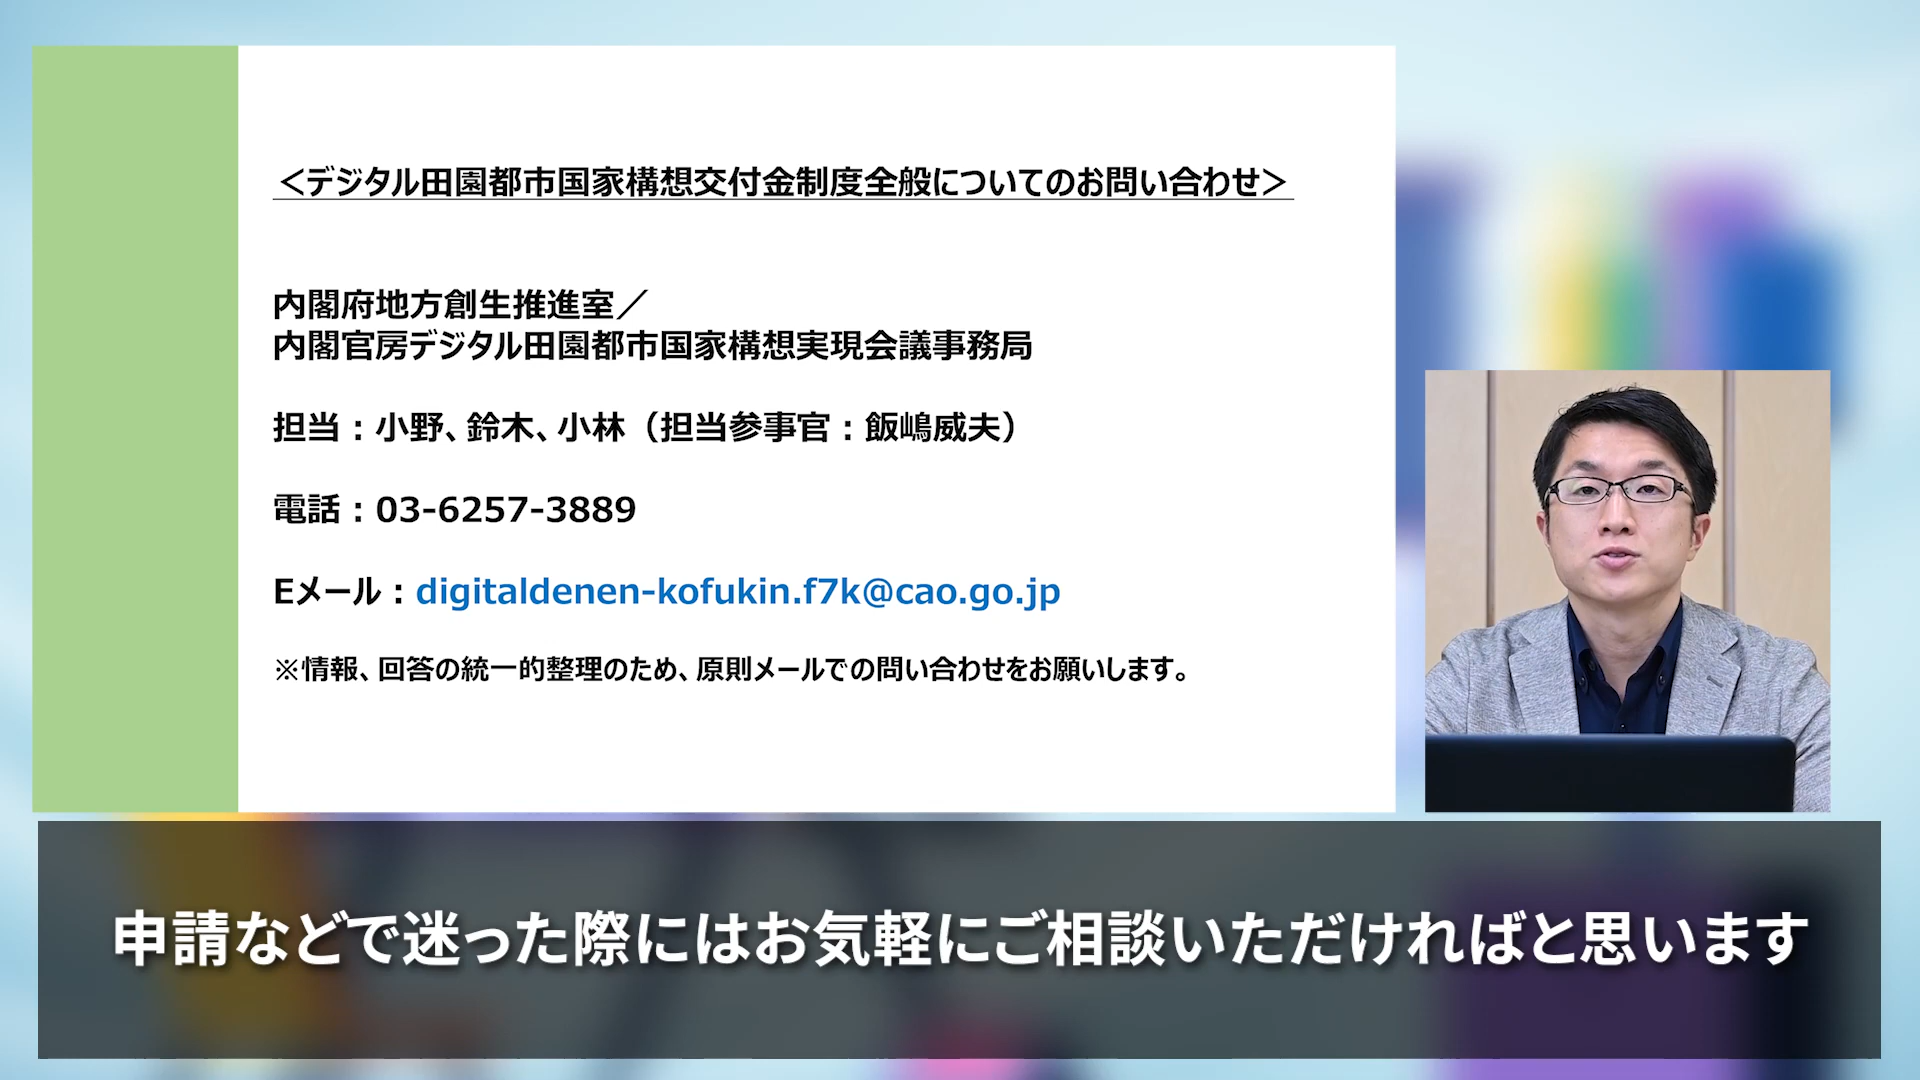 ＜デジタル田園都市国家構想交付金制度全般についてのお問い合わせ＞
内閣府地方創生推進室／
内閣官房デジタル田園都市国家構想実現会議事務局
担当：小野、鈴木、小林（担当参事官：飯嶋威夫）
電話：03-6257-3889
Eメール：digitaldenen-kofukin.f7k@cao.go.jp
※情報、回答の統一的整理のため、原則メールでの問い合わせをお願いします。
申請などで迷った際にはお気軽にご相談いただければと思います